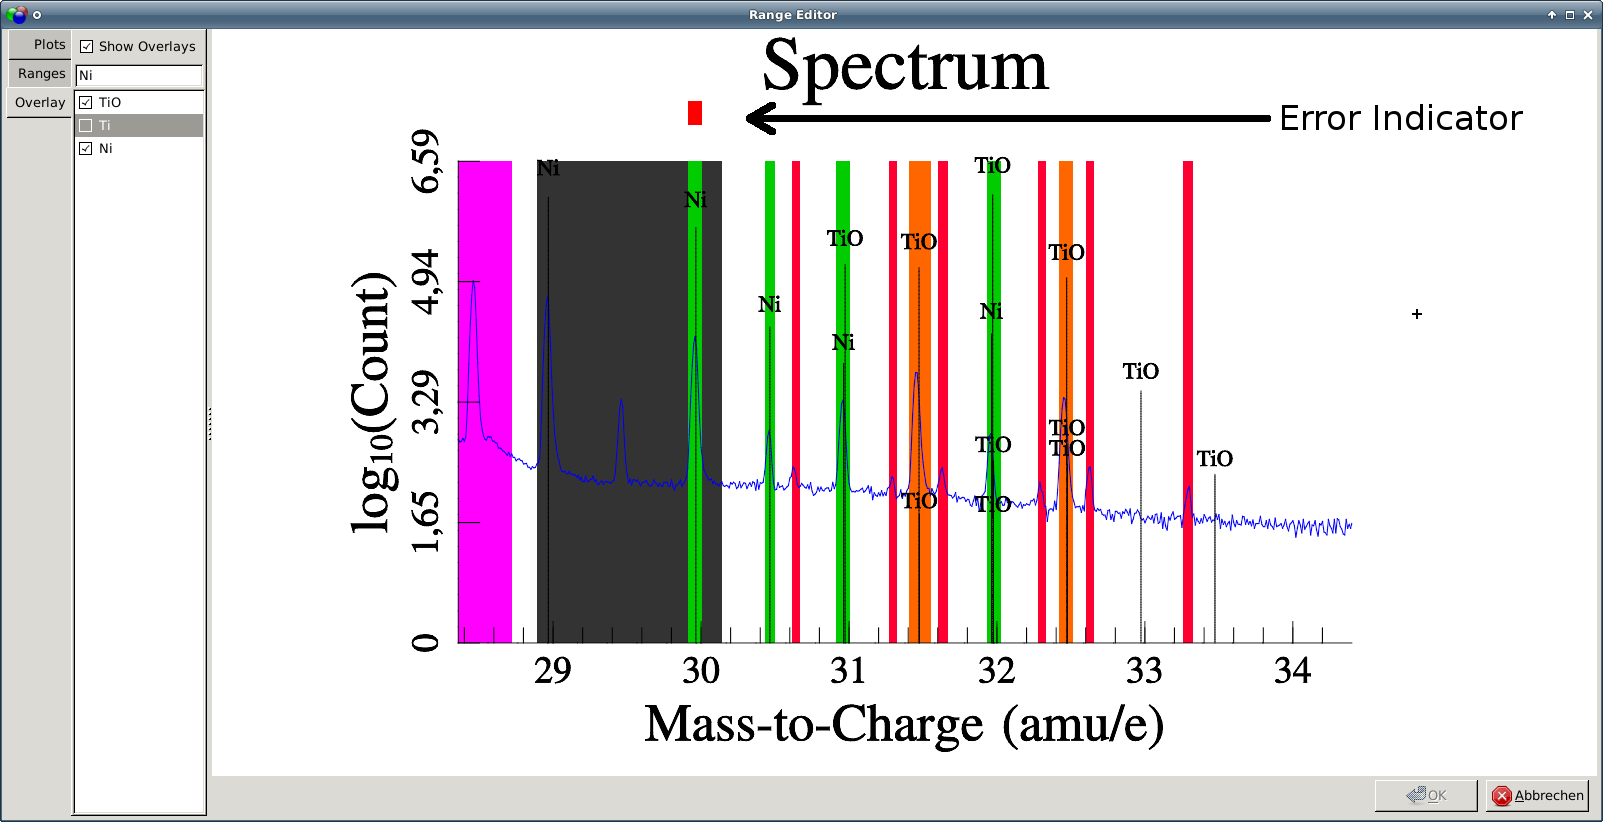 Range Editor
Plots
Ranges
Overlay
Show Overlays
Ni
TiO
Ti
Ni
Spectrum
Error Indicator
6,59
4,94
3,29
1,65
0
log10(Count)
Ni
Ni
Ni
TiO
Ni
TiO
TiO
TiO
Ni
TiO
TiO
TiO
TiO
TiO
TiO
TiO
TiO
29
30
31
32
33
34
Mass-to-Charge (amu/e)
OK
Abbrechen